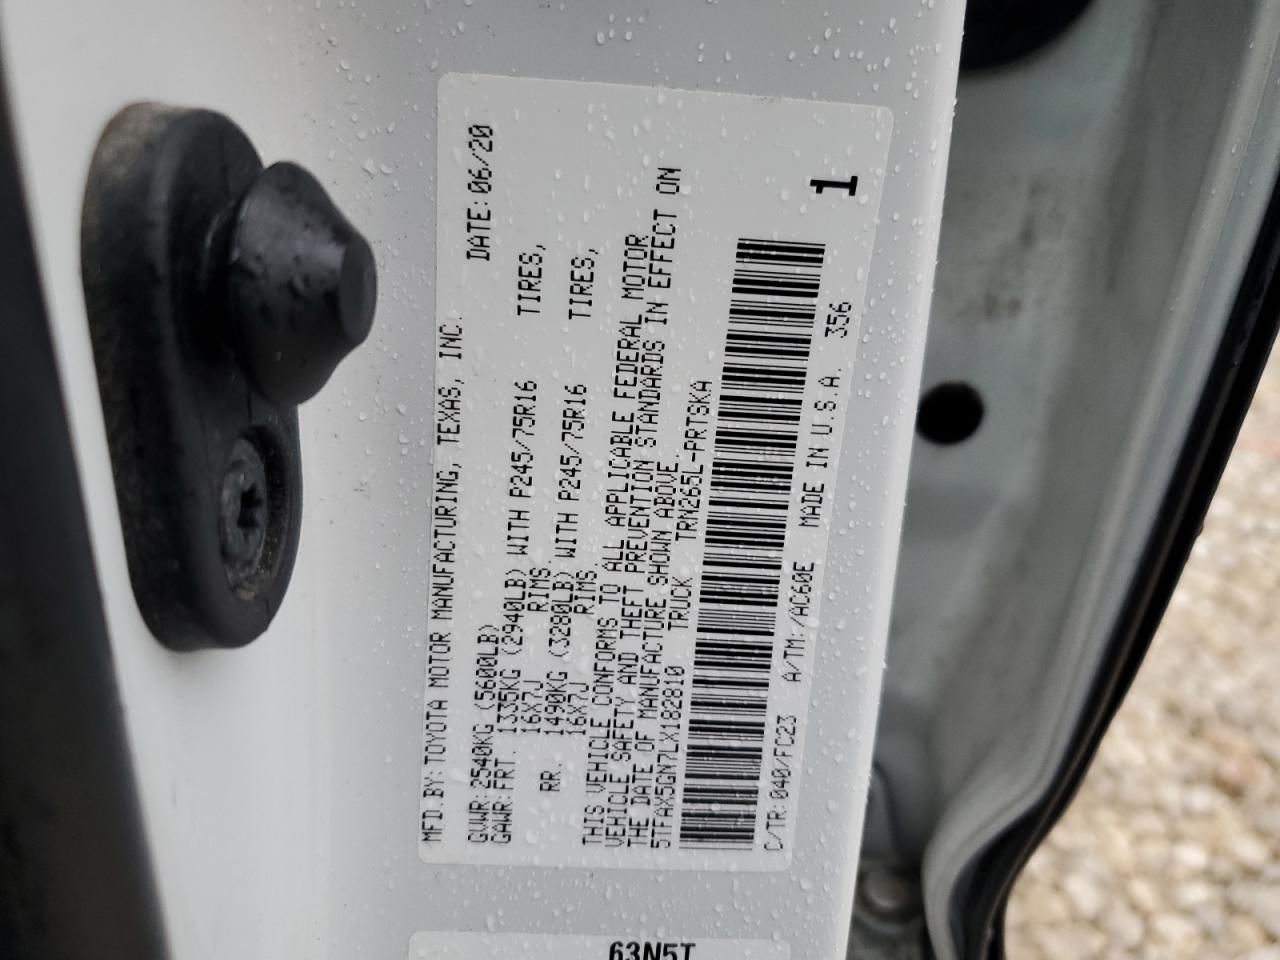 MFD.BY:TOYOTA MOTOR MANUFACTURING, TEXAS, INC. DATE:06/20
GVWR:2540KG (5600LB)
GAWR:FRT. 1335KG (2940LB) WITH P245/75R16 TIRES,
16X7J RIMS
RR. 1490KG (3280LB) WITH P245/75R16 TIRES,
16X7J RIMS
THIS VEHICLE CONFORMS TO ALL APPLICABLE FEDERAL MOTOR
VEHICLE SAFETY AND THEFT PREVENTION STANDARDS IN EFFECT ON
THE DATE OF MANUFACTURE SHOWN ABOVE.
5TFAX5GN7LX182810 TRUCK TRN265L-PRTSKA
1
C/TR:040/FC23 A/TM:/AC60E MADE IN U.S.A. 356
63N5T